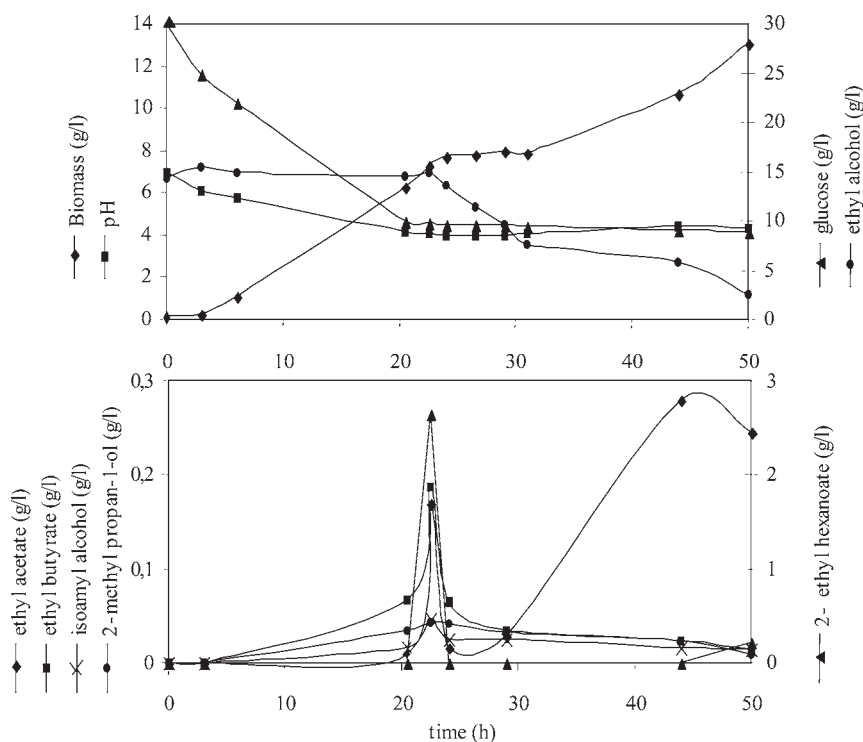 14
12
10
8
6
4
2
0
30
25
20
15
10
5
0
Biomass (g/l)
pH
glucose (g/l)
ethyl alcohol (g/l)
0 10 20 30 40 50
0,3
0,2
0,1
0
3
2
1
0
ethyl acetate (g/l)
ethyl butyrate (g/l)
isoamyl alcohol (g/l)
2-methyl propan-1-ol (g/l)
2- ethyl hexanoate (g/l)
0 10 20 30 40 50
time (h)